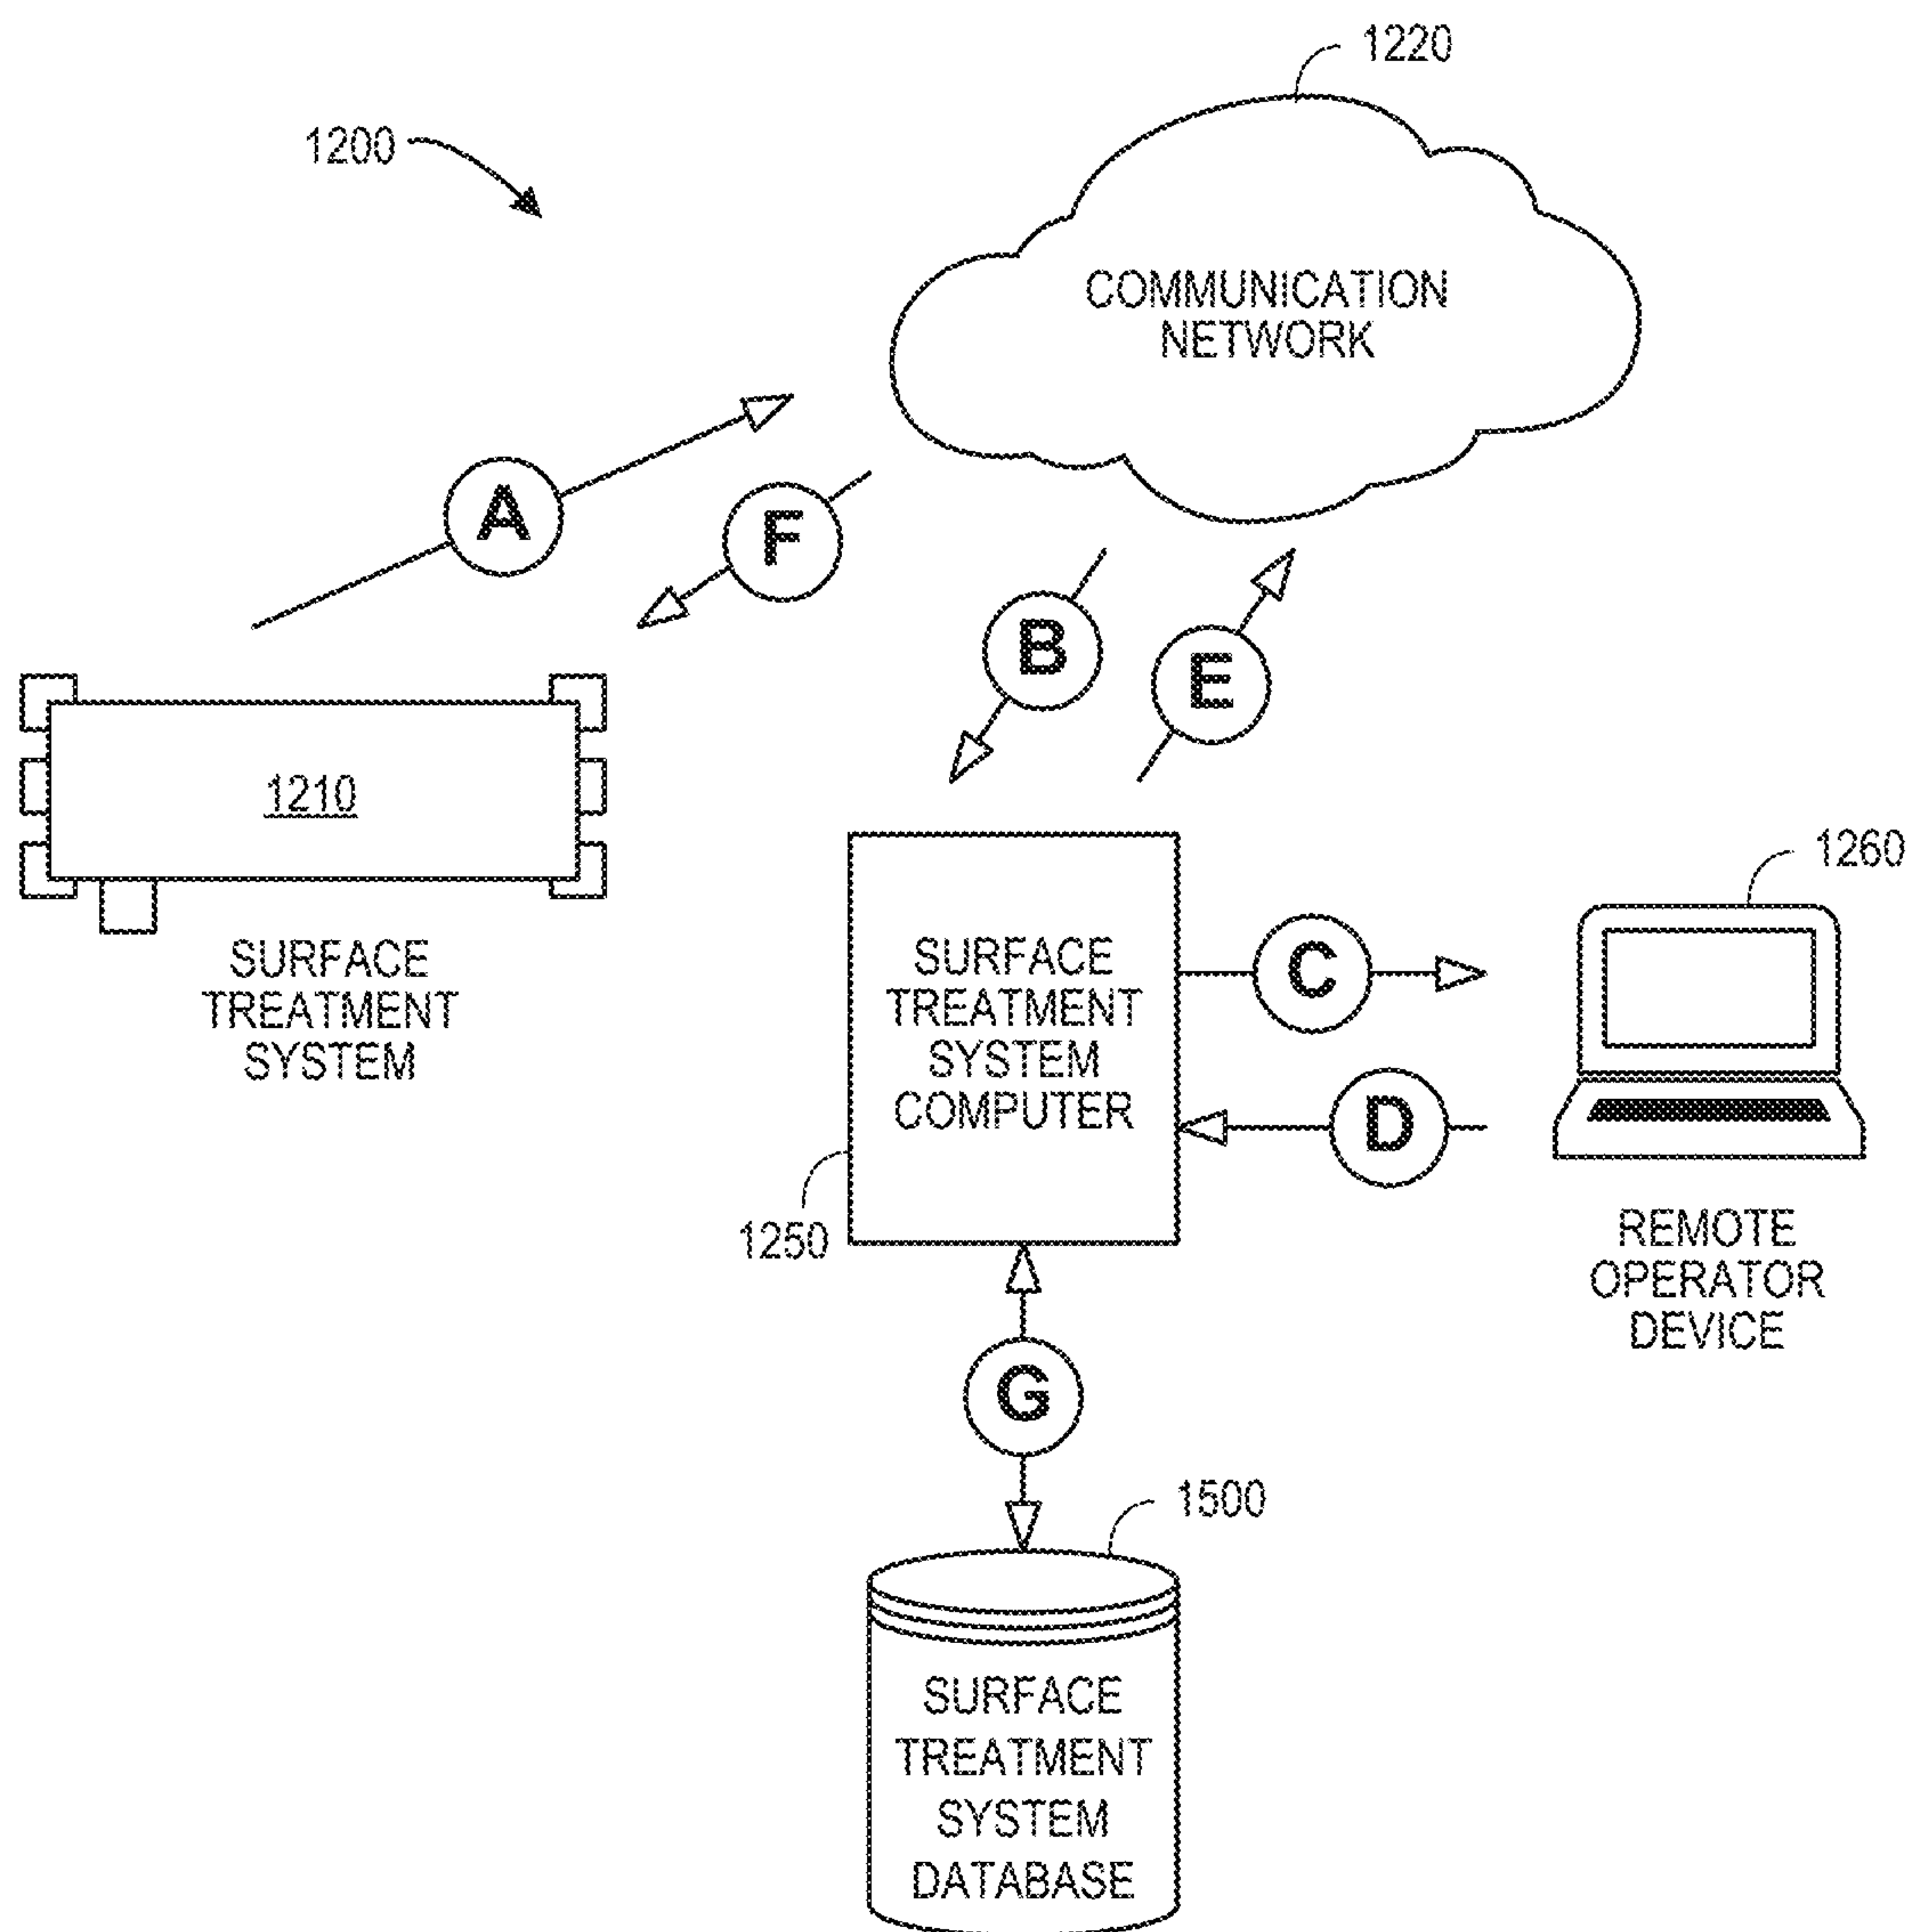 1220
1200
COMMUNICATION
NETWORK
A
F
B
E
1210
SURFACE
TREATMENT
SYSTEM
1260
SURFACE
TREATMENT
SYSTEM
COMPUTER
C
D
1250
REMOTE
OPERATOR
DEVICE
G
1500
SURFACE
TREATMENT
SYSTEM
DATABASE